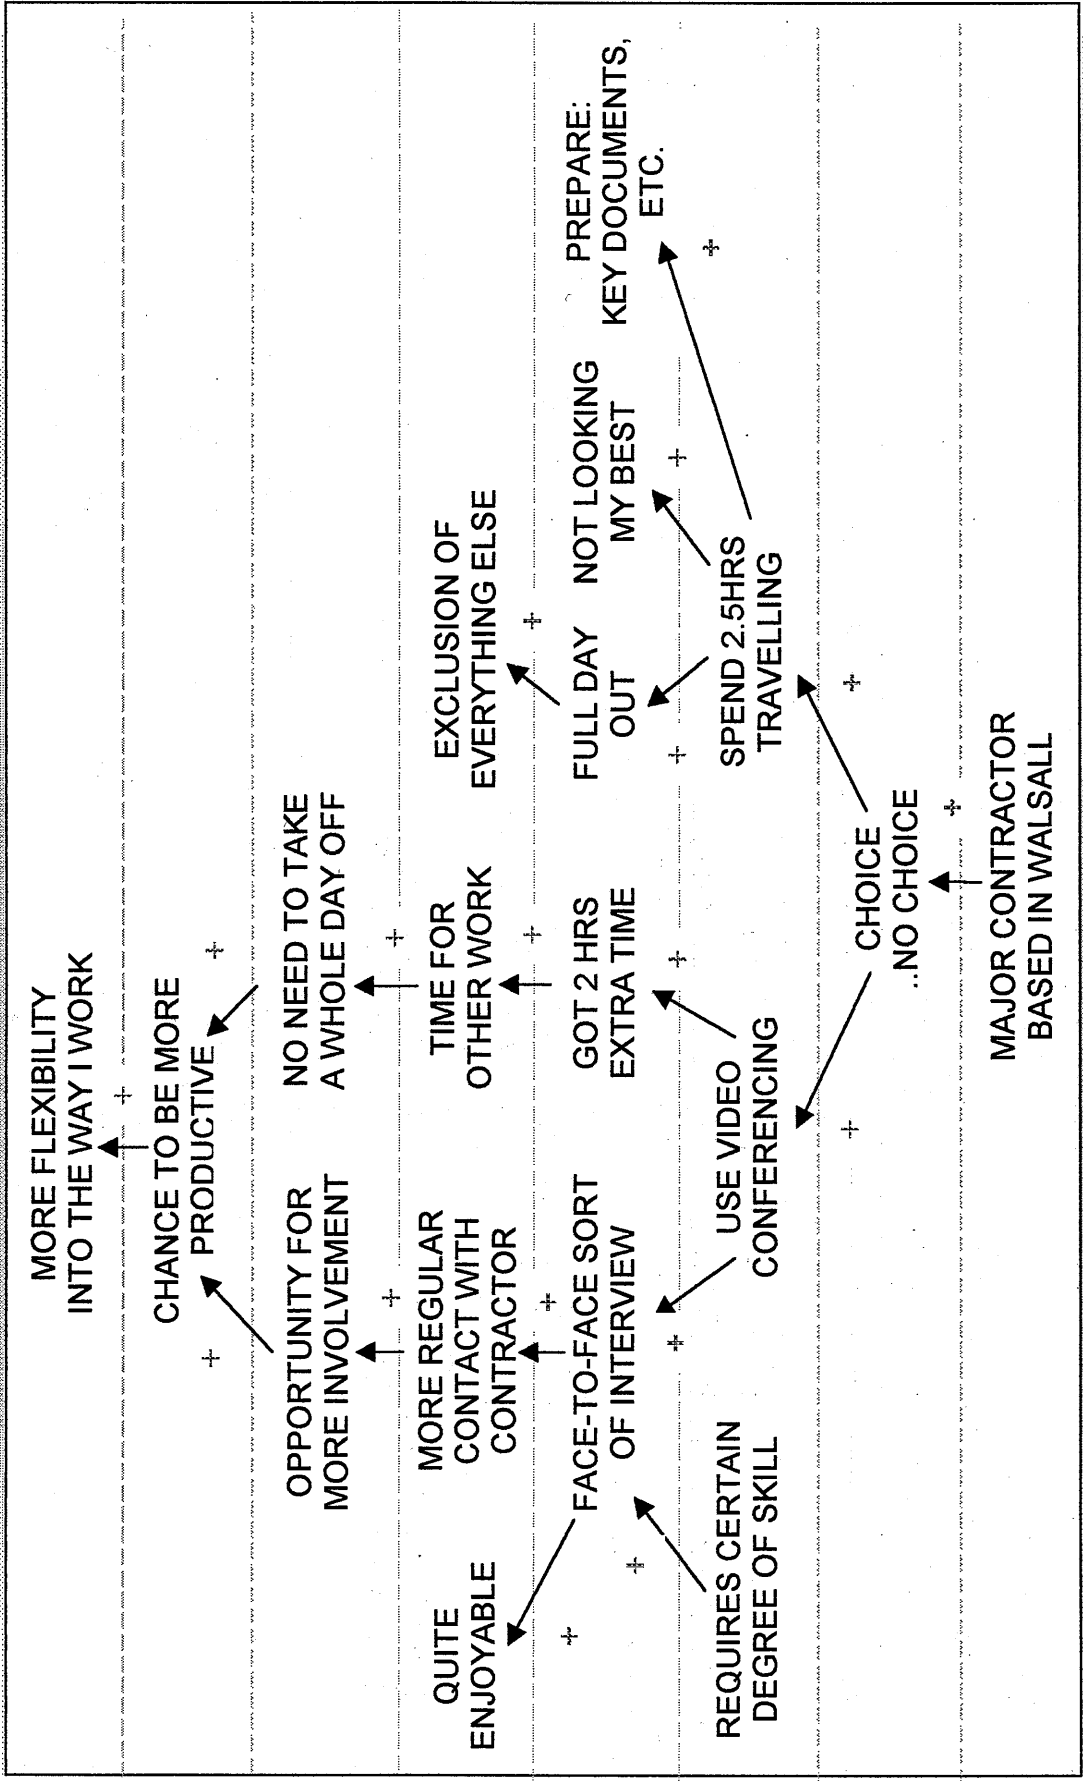 MORE FLEXIBILITY
INTO THE WAY I WORK
CHANCE TO BE MORE
PRODUCTIVE
OPPORTUNITY FOR
MORE INVOLVEMENT
NO NEED TO TAKE
A WHOLE DAY OFF
QUITE
ENJOYABLE
MORE REGULAR
CONTACT WITH
CONTRACTOR
TIME FOR
OTHER WORK
EXCLUSION OF
EVERYTHING ELSE
FACE-TO-FACE SORT
OF INTERVIEW
GOT 2 HRS
EXTRA TIME
FULL DAY
OUT
NOT LOOKING
MY BEST
PREPARE:
KEY DOCUMENTS,
ETC.
REQUIRES CERTAIN
DEGREE OF SKILL
USE VIDEO
CONFERENCING
SPEND 2.5HRS
TRAVELLING
CHOICE
..NO CHOICE
MAJOR CONTRACTOR
BASED IN WALSALL